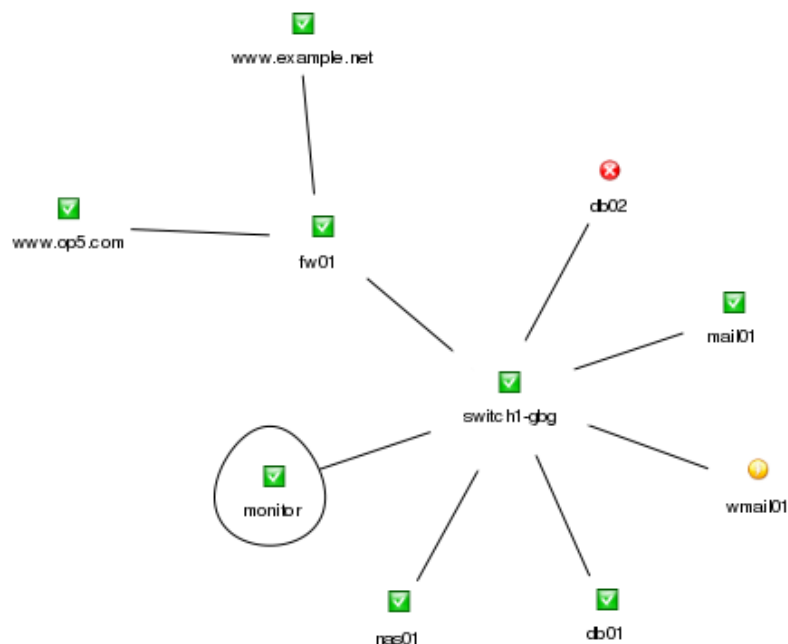 www.example.net
db02
www.op5.com
fw01
mail01
switch1-gbg
monitor
wmail01
nas01
db01